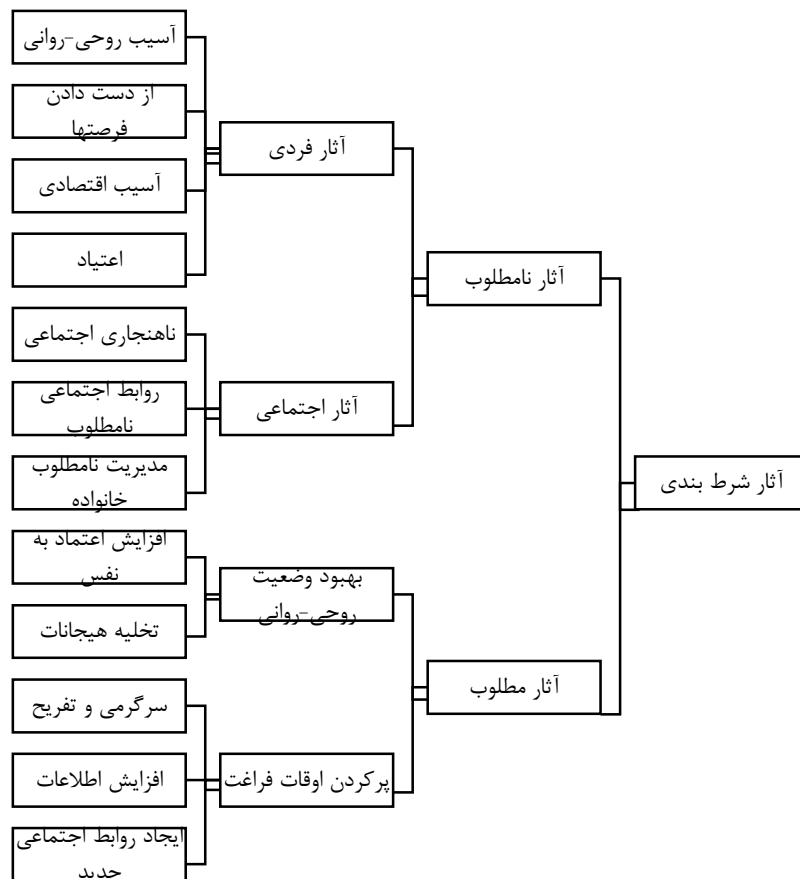 آثار شرط بندی
آثار نامطلوب
آثار فردی
آسیب روحی-روانی
از دست دادن
فرصتها
آسیب اقتصادی
اعتیاد
آثار اجتماعی
ناهنجاری اجتماعی
روابط اجتماعی
نامطلوب
مدیریت نامطلوب
خانواده
آثار مطلوب
بهبود وضعیت
روحی-روانی
افزایش اعتماد به
نفس
تخلیه هیجانات
پرکردن اوقات فراغت
سرگرمی و تفریح
افزایش اطلاعات
ایجاد روابط اجتماعی
جدید